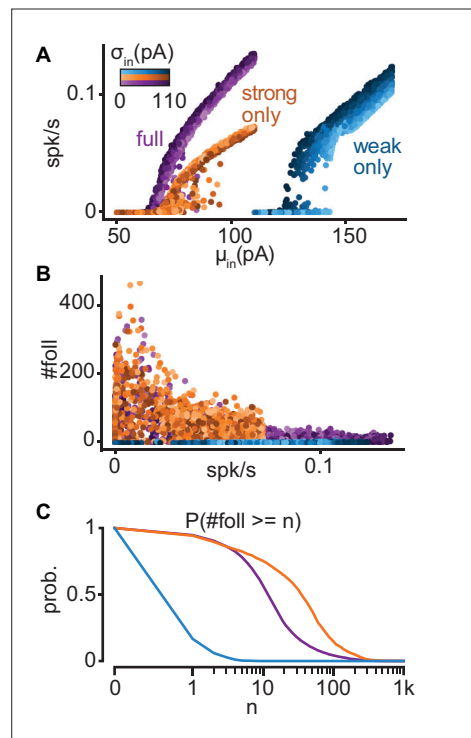 A
σin(pA)
0 110
full
strong only
weak only
spk/s
0.1
0
50 100 150
μin(pA)
B
#foll
400
200
0
0 0.1
spk/s
C
P(#foll >= n)
prob.
1
0.5
0
0 1 10 100 1k
n